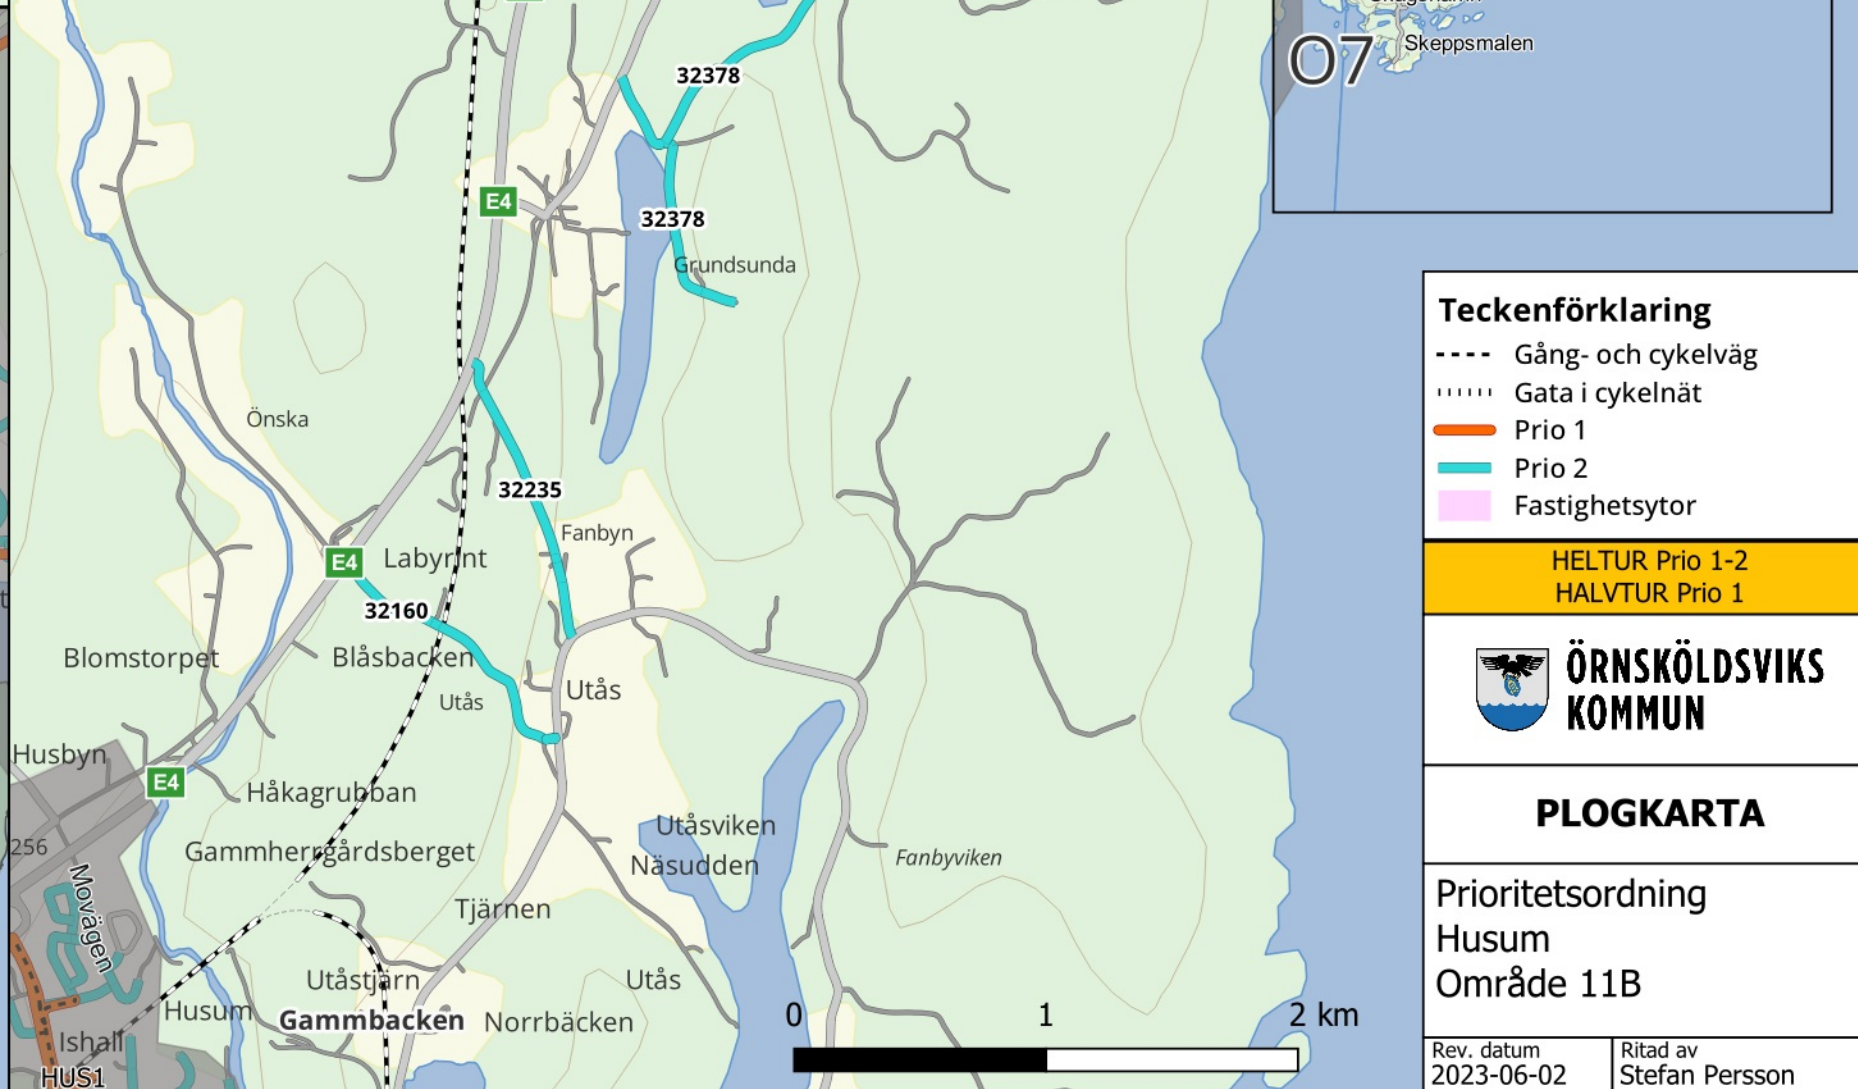 32378
O7
Skeppsmalen
E4
32378
Grundsunda
Önska
32235
Fanbyn
E4
Labyrint
32160
Blomstorpet
Blåsbacken
Utås
Utås
Husbyn
E4
Håkagrubban
256
Gammherrgårdsberget
Utåsviken
Näsudden
Fanbyviken
Movägen
Tjärnen
Utåstjärn
Utås
Husum
Gammbacken
Norrbäcken
Ishall
HUS1
0 1 2 km
Teckenförklaring
Gång- och cykelväg
Gata i cykelnät
Prio 1
Prio 2
Fastighetsytor
HELTUR Prio 1-2
HALVTUR Prio 1
ÖRNSKÖLDSVIKS
KOMMUN
PLOGKARTA
Prioritetsordning
Husum
Område 11B
Rev. datum
2023-06-02
Ritad av
Stefan Persson